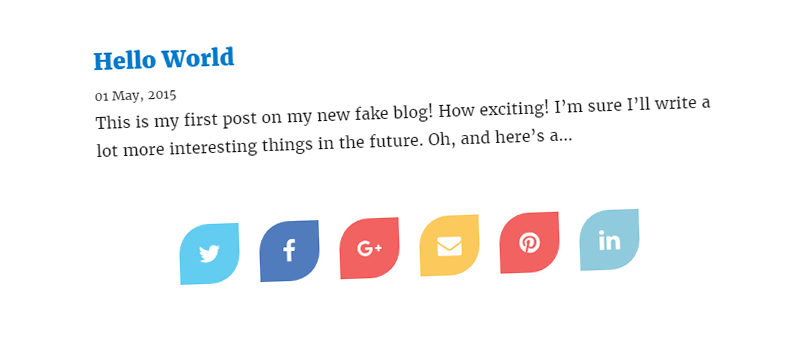 Hello World
01 May, 2015
This is my first post on my new fake blog! How exciting! I’m sure I’ll write a
lot more interesting things in the future. Oh, and here’s a...
G+
in